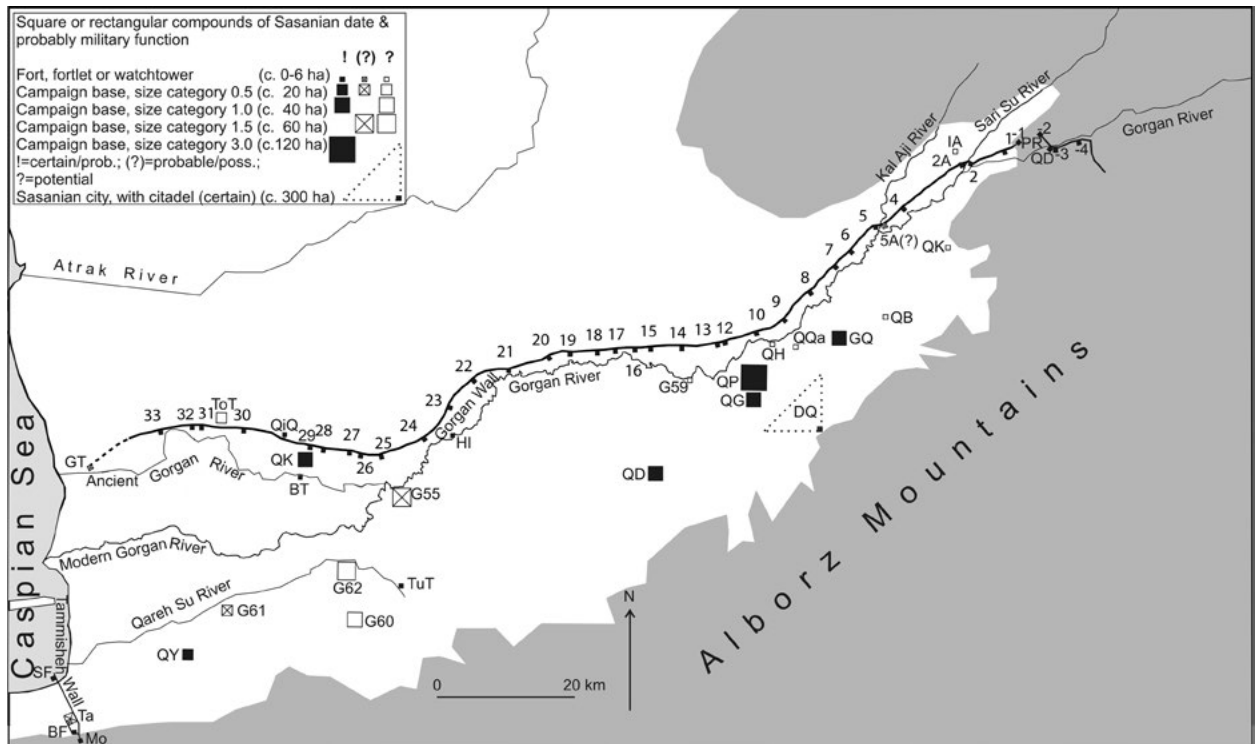 Square or rectangular compounds of Sasanian date &
probably military function
! (?) ?
Fort, fortlet or watchtower (c. 0-6 ha)
Campaign base, size category 0.5 (c. 20 ha)
Campaign base, size category 1.0 (c. 40 ha)
Campaign base, size category 1.5 (c. 60 ha)
Campaign base, size category 3.0 (c.120 ha)
!=certain/prob.; (?)=probable/poss.;
?=potential
Sasanian city, with citadel (certain) (c. 300 ha)
Kal Aji River
Sari Su River
Gorgan River
IA
1
-1
PR
-2
QD
-3
-4
2A
2
4
5
5A(?)
QK
6
7
8
9
10
QB
QQa
GQ
QH
Atrak River
20
19
18
17
15
14
13
12
21
22
23
24
Gorgan River
16
G59
QP
QG
DQ
Gorgan Wall
HI
33
32
31
ToT
30
QiQ
29
28
27
26
25
GT
Ancient Gorgan River
QK
BT
G55
QD
Modern Gorgan River
Qareh Su River
G62
TuT
G61
G60
QY
SF
Tammisheh Wall
Ta
BF
Mo
Caspian Sea
Alborz Mountains
N
0 20 km